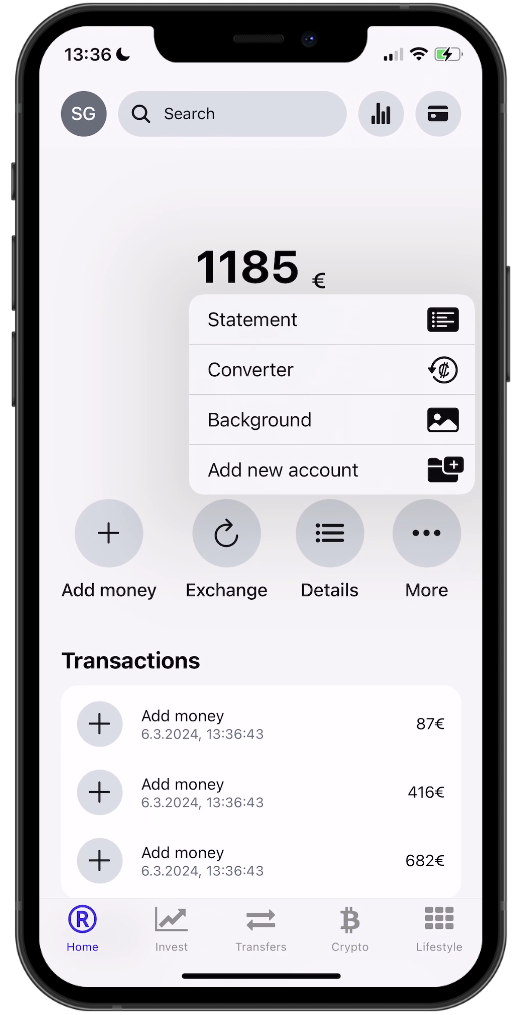 13:36
SG
Search
1185 €
Statement
Converter
Background
Add new account
Add money
Exchange
Details
More
Transactions
Add money
6.3.2024, 13:36:43
87€
Add money
6.3.2024, 13:36:43
416€
Add money
6.3.2024, 13:36:43
682€
R
Home
Invest
Transfers
Crypto
Lifestyle